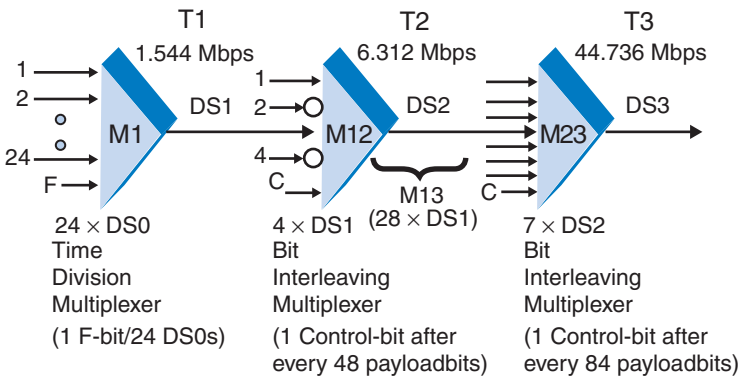 T1
T2
T3
1.544 Mbps
6.312 Mbps
44.736 Mbps
1
2
24
F
M1
DS1
1
2
4
C
M12
DS2
M13
(28 × DS1)
C
M23
DS3
24 × DS0
Time
Division
Multiplexer
(1 F-bit/24 DS0s)
4 × DS1
Bit
Interleaving
Multiplexer
(1 Control-bit after
every 48 payloadbits)
7 × DS2
Bit
Interleaving
Multiplexer
(1 Control-bit after
every 84 payloadbits)